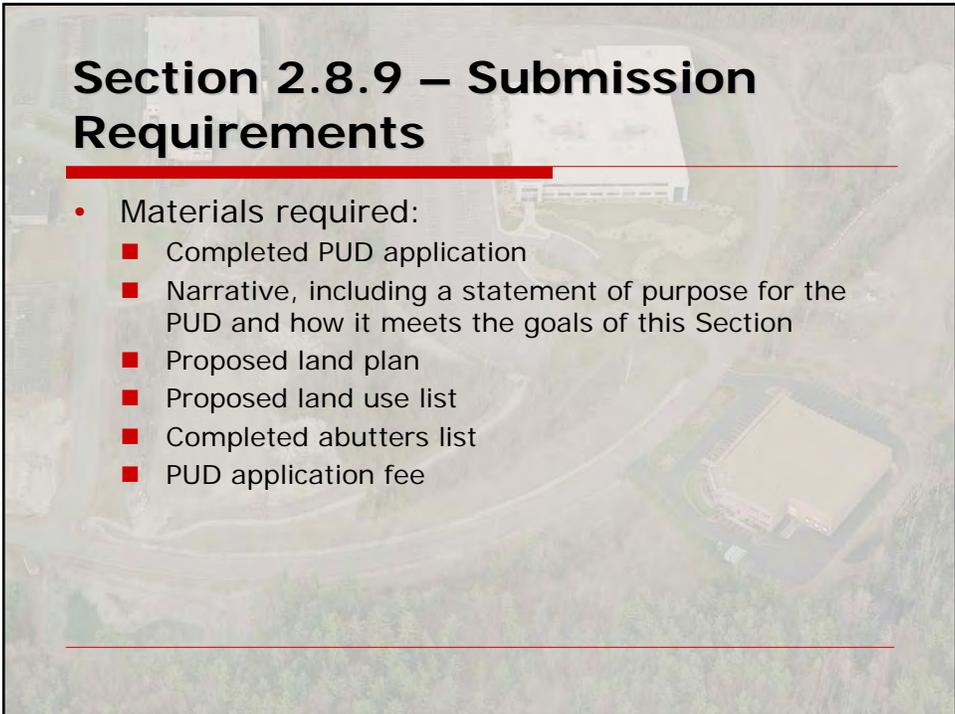 Section 2.8.9 – Submission
Requirements
• Materials required:
■ Completed PUD application
■ Narrative, including a statement of purpose for the
PUD and how it meets the goals of this Section
■ Proposed land plan
■ Proposed land use list
■ Completed abutters list
■ PUD application fee